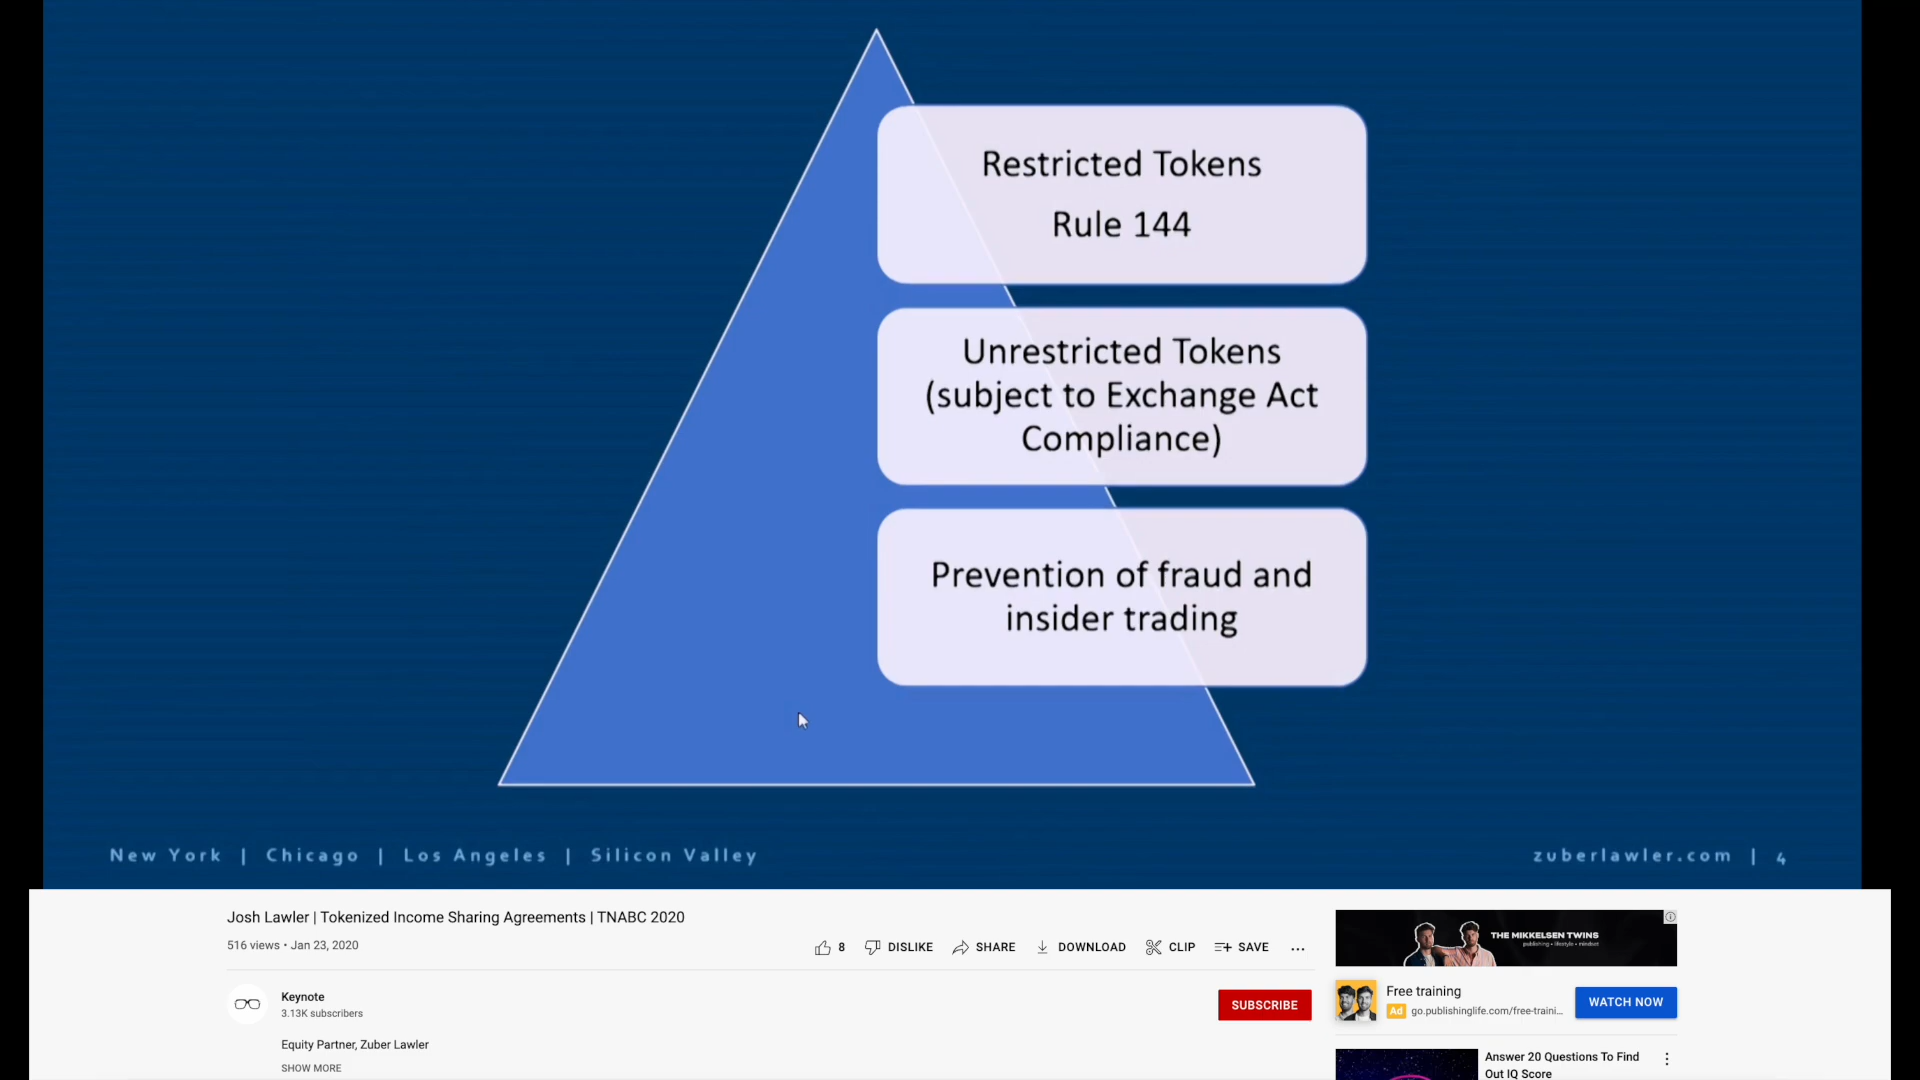 Restricted Tokens
Rule 144
Unrestricted Tokens
(subject to Exchange Act
Compliance)
Prevention of fraud and
insider trading
New York | Chicago | Los Angeles | Silicon Valley
zuberlawler.com | 4
Josh Lawler | Tokenized Income Sharing Agreements | TNABC 2020
516 views • Jan 23, 2020
8 DISLIKE SHARE DOWNLOAD CLIP SAVE ...
Keynote
3.13K subscribers
SUBSCRIBE
Equity Partner, Zuber Lawler
SHOW MORE
THE MIKKELSEN TWINS
publishing • lifestyle • mindset
Free training
Ad go.publishinglife.com/free-traini...
WATCH NOW
Answer 20 Questions To Find
Out IQ Score